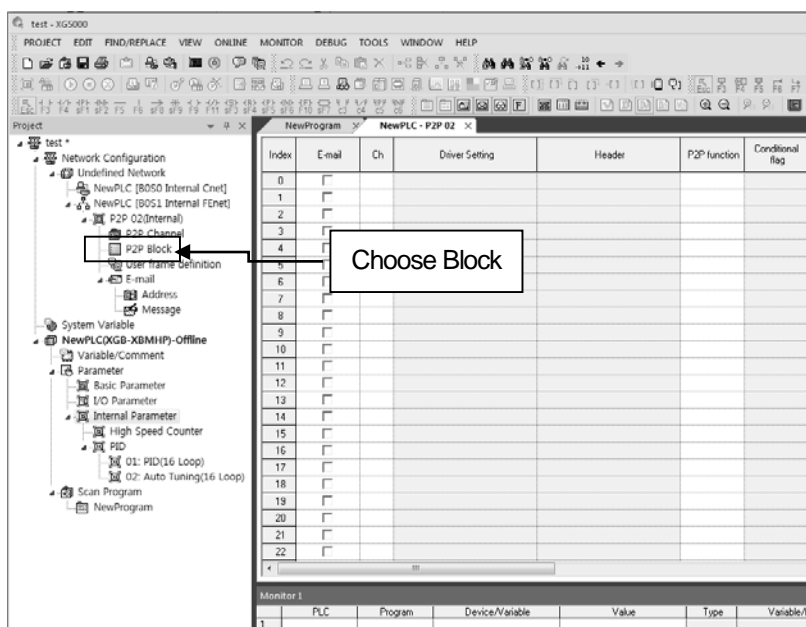 test - XG5000
PROJECT EDIT FIND/REPLACE VIEW ONLINE MONITOR DEBUG TOOLS WINDOW HELP
Project
NewProgram
NewPLC - P2P 02
test *
Network Configuration
Undefined Network
NewPLC [B0S0 Internal Cnet]
NewPLC [B0S1 Internal FEnet]
P2P 02(Internal)
P2P Channel
P2P Block
User frame definition
E-mail
Address
Message
System Variable
NewPLC(XGB-XBMHP)-Offline
Variable/Comment
Parameter
Basic Parameter
I/O Parameter
Internal Parameter
High Speed Counter
PID
01: PID(16 Loop)
02: Auto Tuning(16 Loop)
Scan Program
NewProgram
Index E-mail Ch Driver Setting Header P2P function Conditional flag
0
1
2
3
4
5
6
7
8
9
10
11
12
13
14
15
16
17
18
19
20
21
22
Choose Block
Monitor 1
PLC Program Device/Variable Value Type Variable/
1